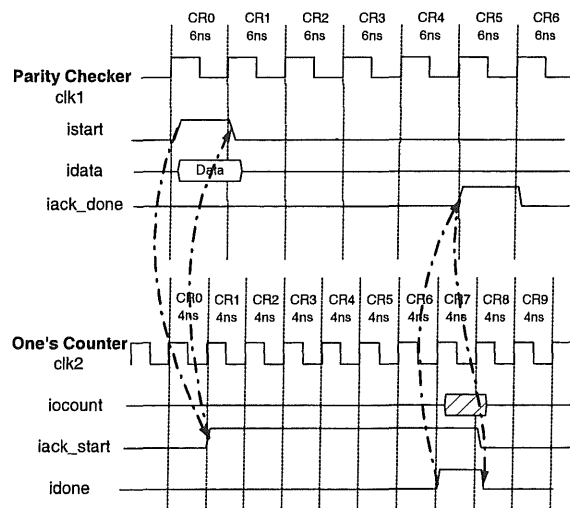 CR0 CR1 CR2 CR3 CR4 CR5 CR6
6ns 6ns 6ns 6ns 6ns 6ns 6ns
Parity Checker
clk1
istart
idata Data
iack_done
CR0 CR1 CR2 CR3 CR4 CR5 CR6 CR7 CR8 CR9
4ns 4ns 4ns 4ns 4ns 4ns 4ns 4ns 4ns 4ns
One's Counter
clk2
iocount
iack_start
idone